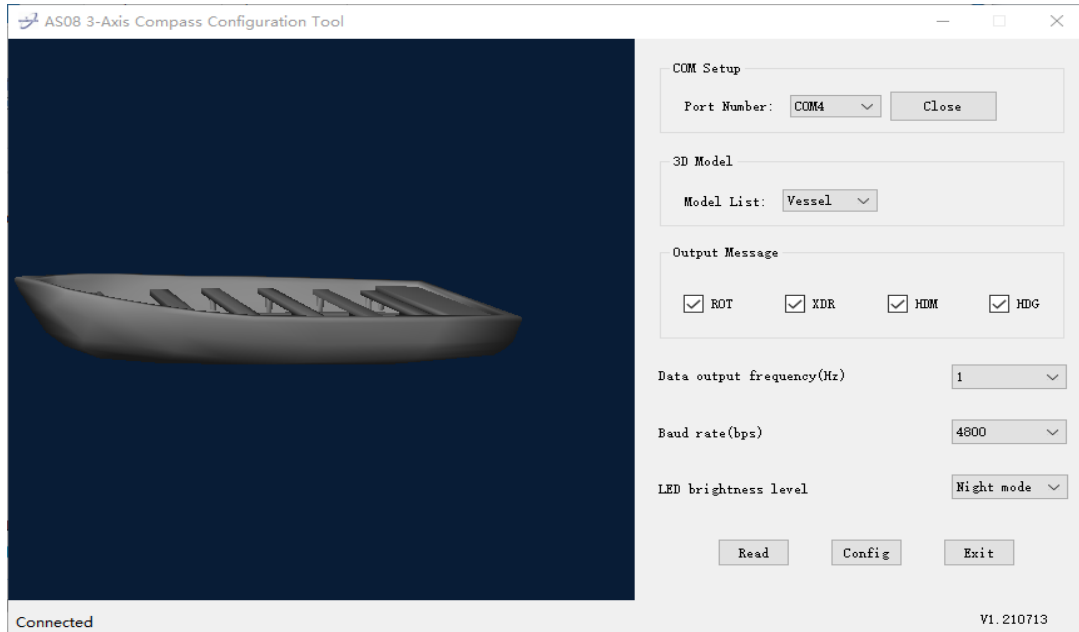 AS08 3-Axis Compass Configuration Tool
COM Setup
Port Number: COM4 Close
3D Model
Model List: Vessel
Output Message
ROT XDR HDM HDG
Data output frequency(Hz) 1
Baud rate(bps) 4800
LED brightness level Night mode
Read Config Exit
Connected V1.210713